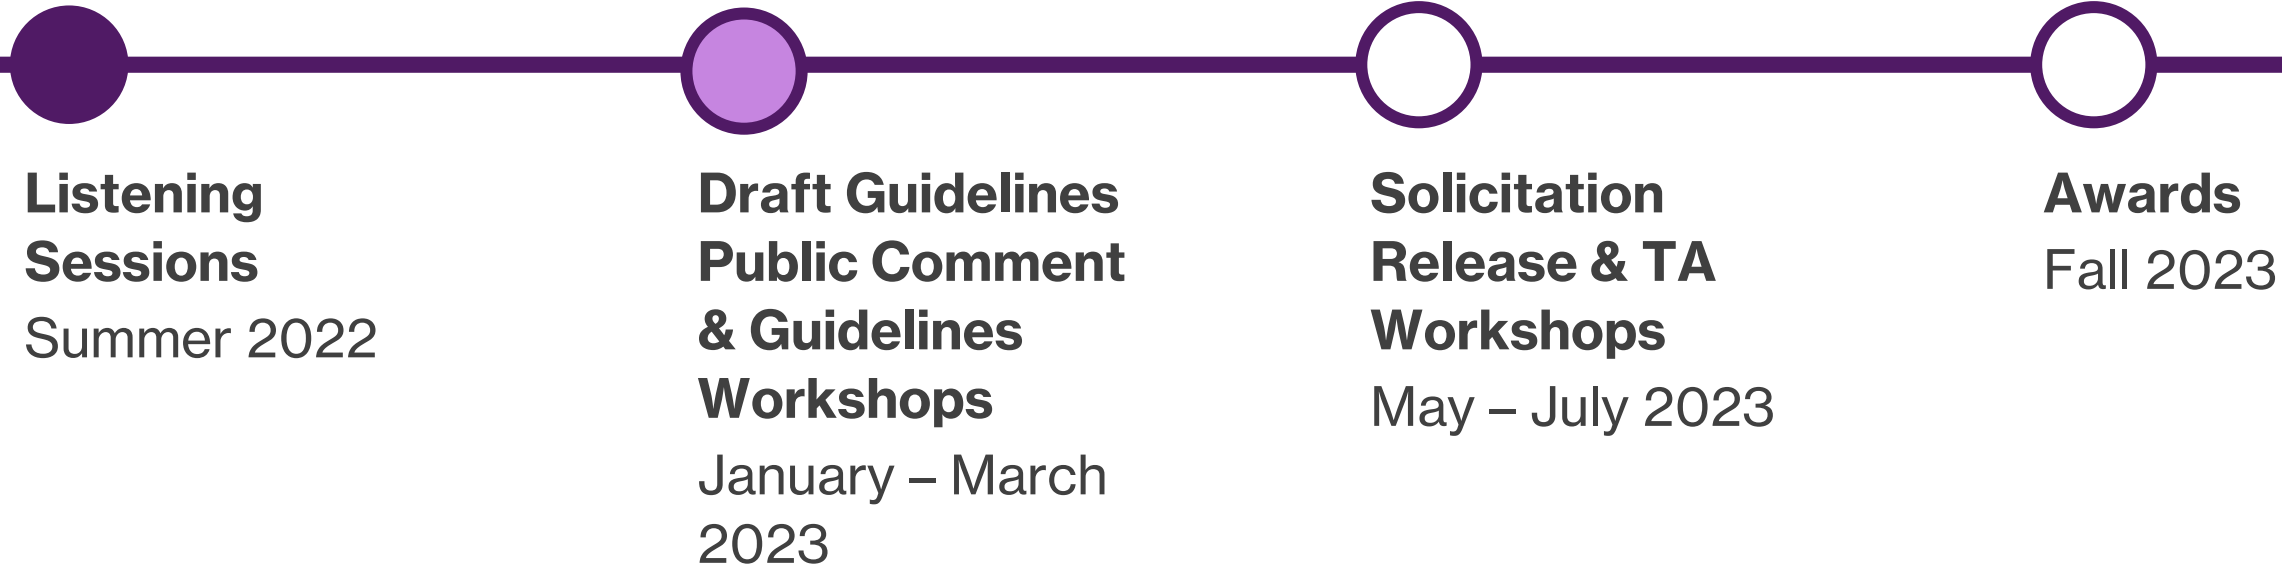 Listening
Sessions
Summer 2022
Draft Guidelines
Public Comment
& Guidelines
Workshops
January – March
2023
Solicitation
Release & TA
Workshops
May – July 2023
Awards
Fall 2023